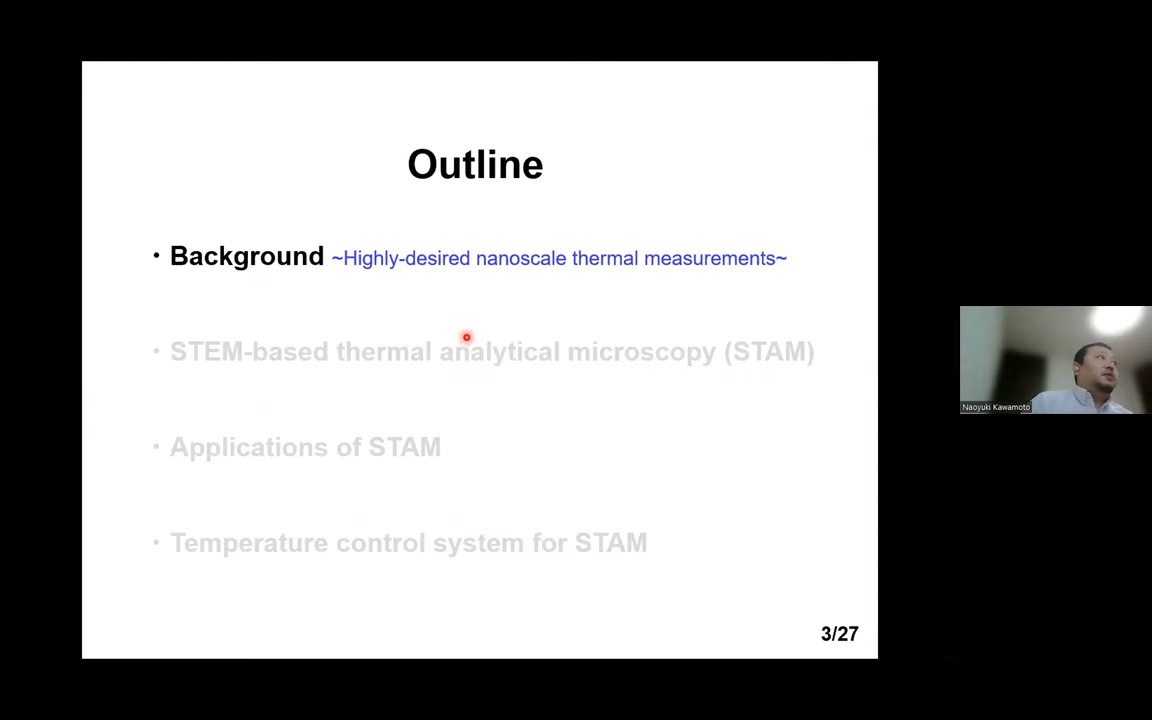 Outline
・Background ~Highly-desired nanoscale thermal measurements~
・STEM-based thermal analytical microscopy (STAM)
・Applications of STAM
・Temperature control system for STAM
3/27
Naoyuki Kawamoto